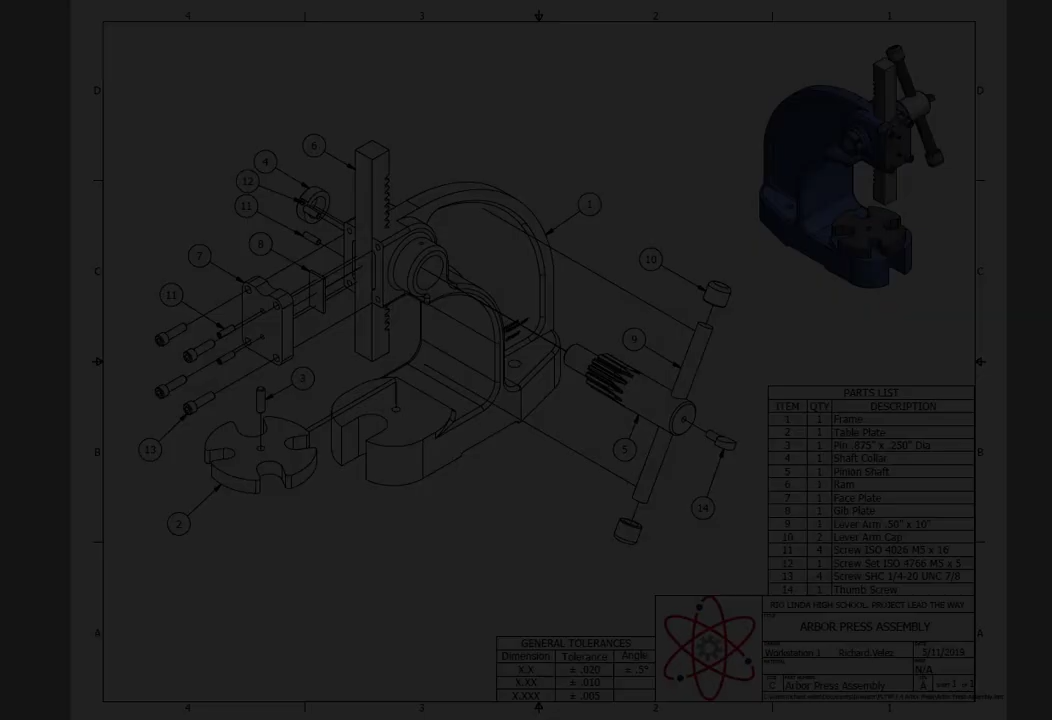 4 3 2 1
D D
6
4
12
11
1
8
7
10
C C
11
9
3
PARTS LIST
ITEM QTY DESCRIPTION
1 1 Frame
2 1 Table Plate
3 1 Pin .875" x .250" Dia
4 1 Shaft Collar
5 1 Pinion Shaft
6 1 Ram
7 1 Face Plate
8 1 Gib Plate
9 1 Lever Arm .50" x 10"
10 2 Lever Arm Cap
11 4 Screw ISO 4026 M5 x 16
12 1 Screw Set ISO 4766 M5 x 5
13 4 Screw SHC 1/4-20 UNC 7/8
14 1 Thumb Screw
13
B B
5
14
2
RIO LINDA HIGH SCHOOL, PROJECT LEAD THE WAY
ARBOR PRESS ASSEMBLY
A A
GENERAL TOLERANCES
Dimension Tolerance Angle
X.X ± .020 ± .5°
X.XX ± .010
X.XXX ± .005
Workstation 1 Richard.Velez 3/11/2019
N/A
C Arbor Press Assembly A
4 3 2 1